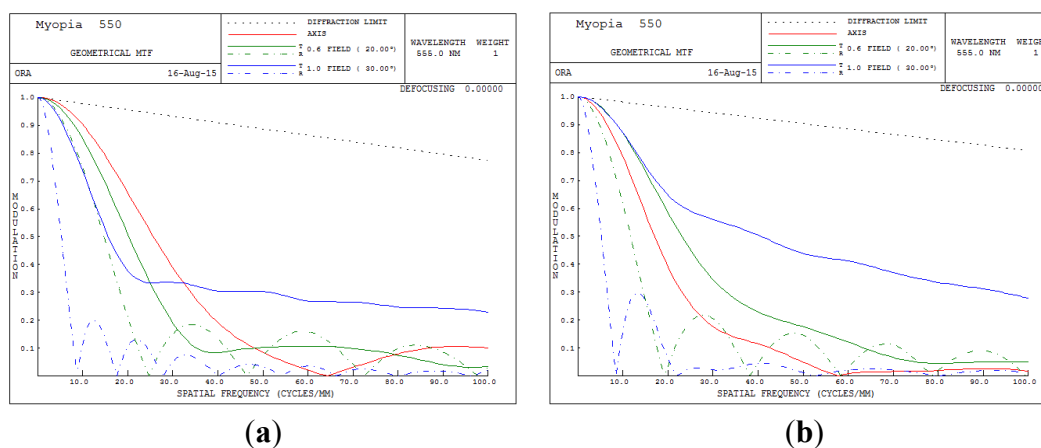 Myopia 550
GEOMETRICAL MTF
ORA 16-Aug-15
DIFFRACTION LIMIT
AXIS
T
R 0.6 FIELD ( 20.00°)
T
R 1.0 FIELD ( 30.00°)
WAVELENGTH WEIGHT
555.0 NM 1
DEFOCUSING 0.00000
1.0
0.9
0.8
0.7
0.6
0.5
0.4
0.3
0.2
0.1
MODULATION
10.0 20.0 30.0 40.0 50.0 60.0 70.0 80.0 90.0 100.0
SPATIAL FREQUENCY (CYCLES/MM)
(a)
Myopia 550
GEOMETRICAL MTF
ORA 16-Aug-15
DIFFRACTION LIMIT
AXIS
T
R 0.6 FIELD ( 20.00°)
T
R 1.0 FIELD ( 30.00°)
WAVELENGTH WEIGHT
555.0 NM 1
DEFOCUSING 0.00000
1.0
0.9
0.8
0.7
0.6
0.5
0.4
0.3
0.2
0.1
MODULATION
10.0 20.0 30.0 40.0 50.0 60.0 70.0 80.0 90.0 100.0
SPATIAL FREQUENCY (CYCLES/MM)
(b)